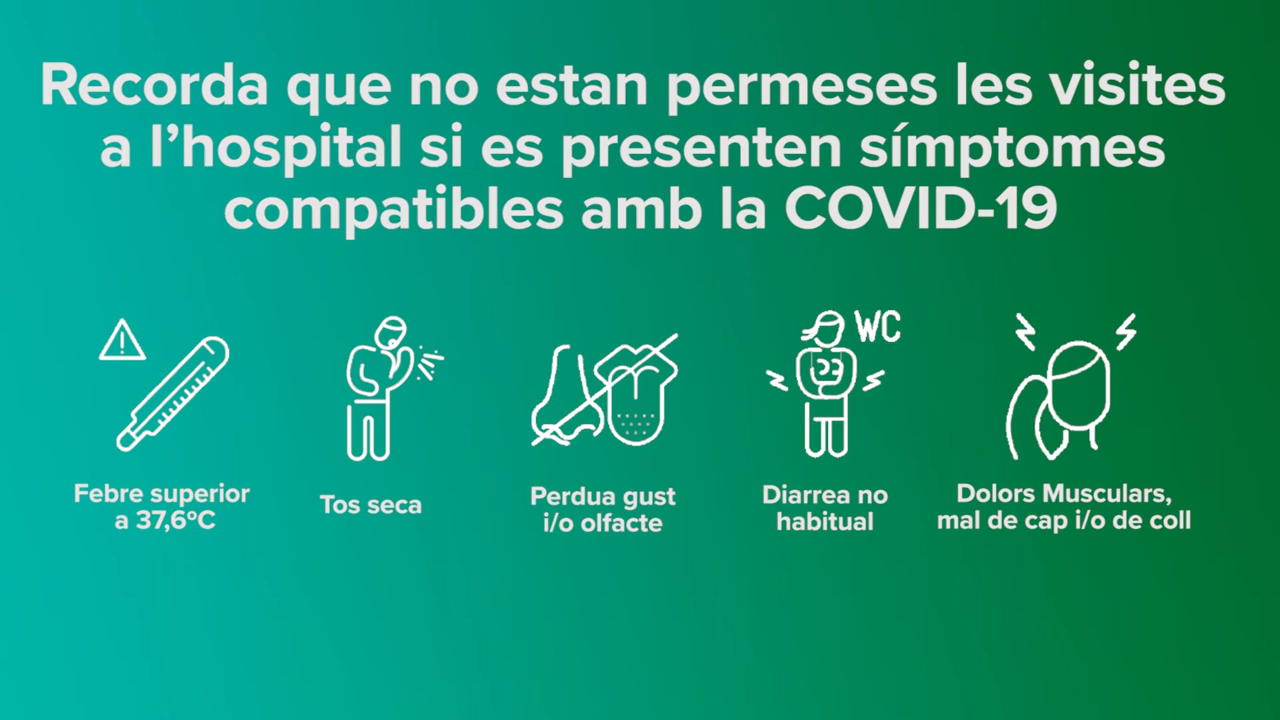 Recorda que no estan permeses les visites
a l’hospital si es presenten símptomes
compatibles amb la COVID-19
WC
Febre superior
a 37,6ºC
Tos seca
Perdua gust
i/o olfacte
Diarrea no
habitual
Dolors Musculars,
mal de cap i/o de coll